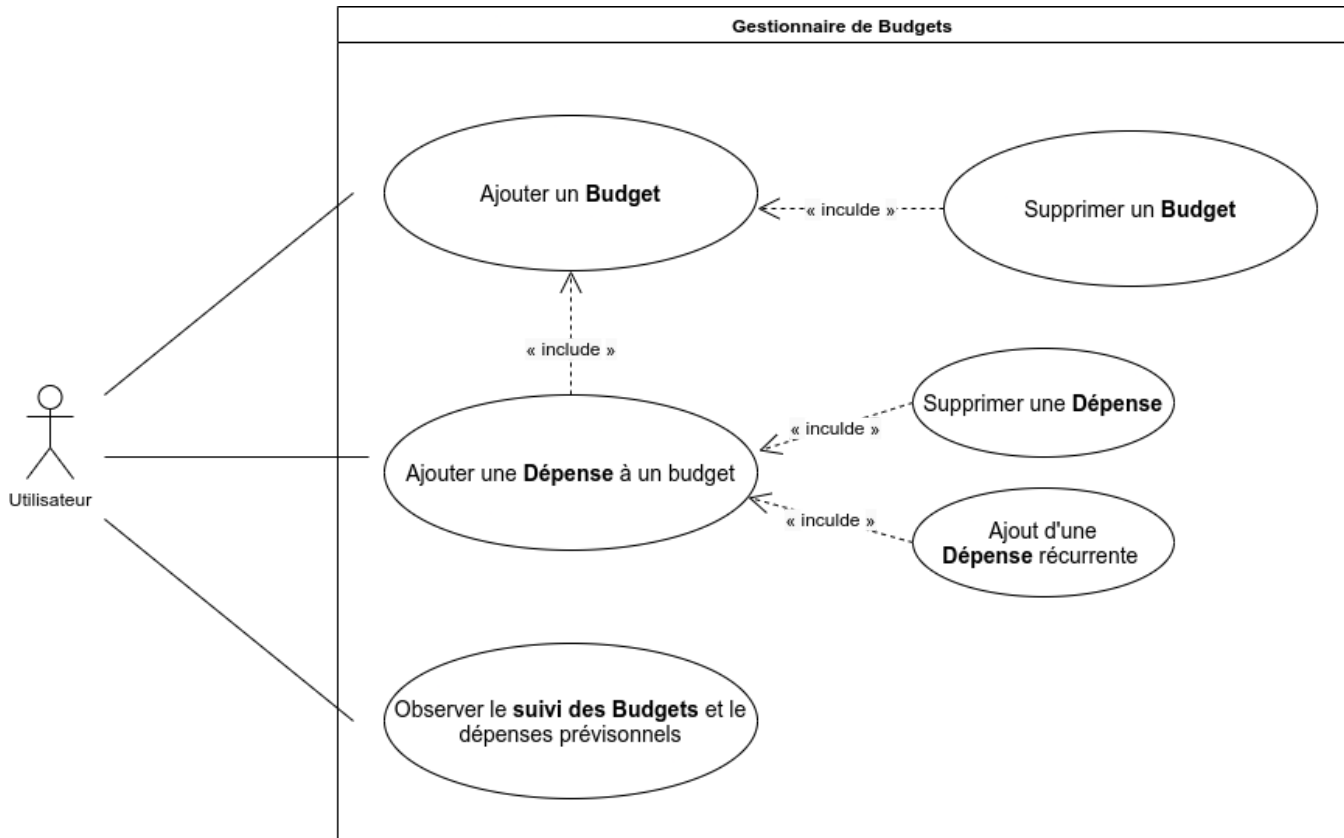 Gestionnaire de Budgets
Ajouter un Budget
« inculde »
Supprimer un Budget
« include »
Supprimer une Dépense
« inculde »
Ajouter une Dépense à un budget
Utilisateur
« inculde »
Ajout d'une
Dépense récurrente
Observer le suivi des Budgets et le
dépenses prévisonnels